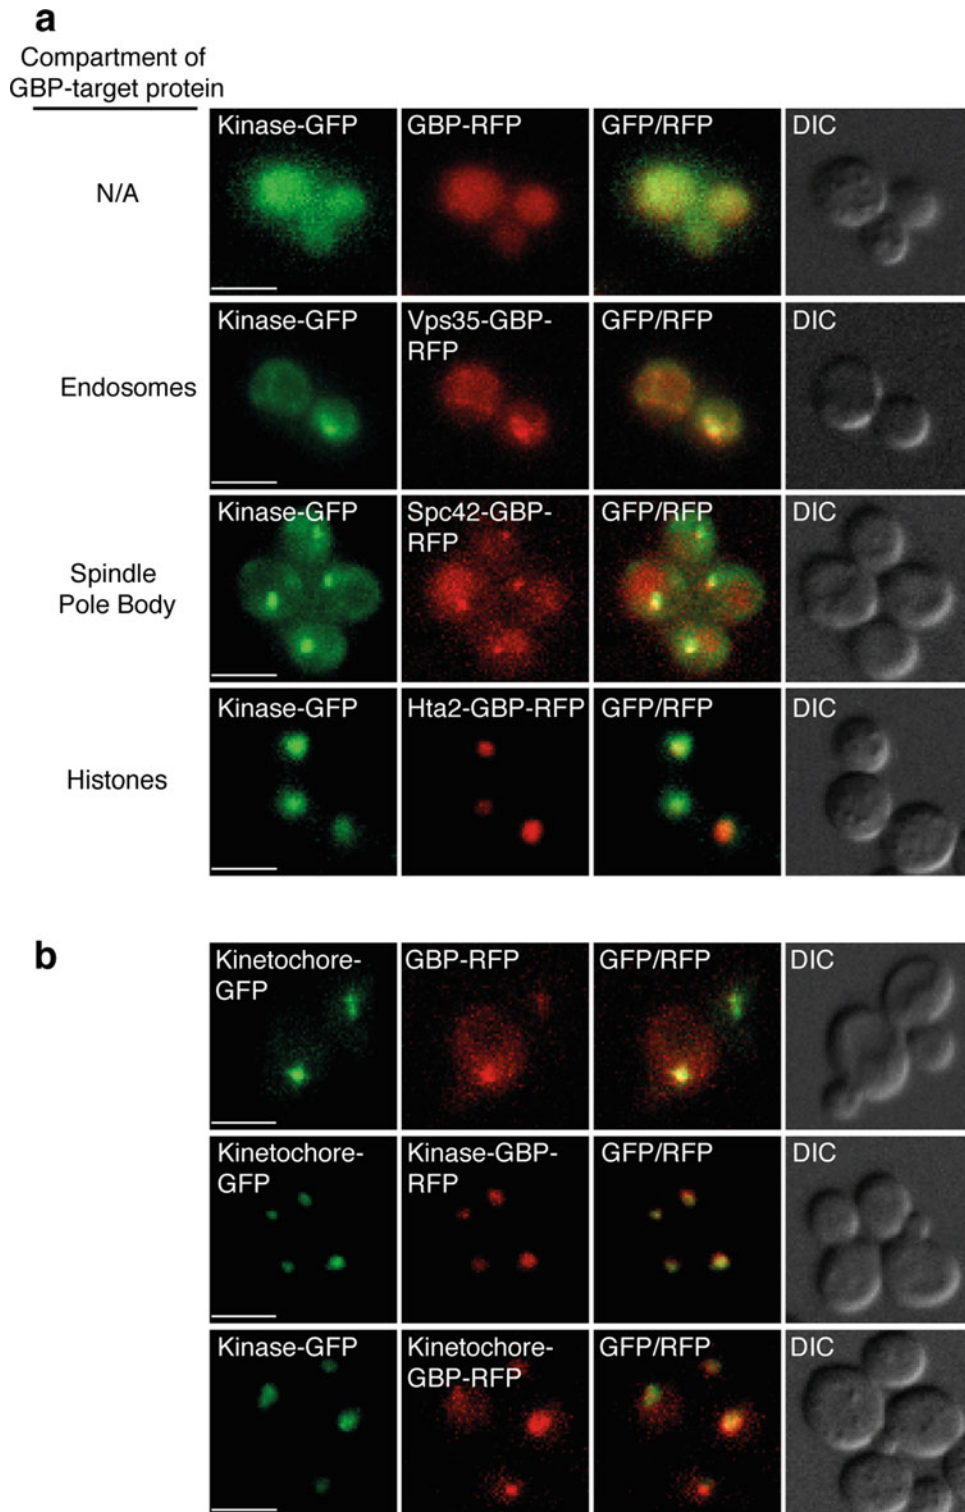 a
Compartment of
GBP-target protein
Kinase-GFP
GBP-RFP
GFP/RFP
DIC
N/A
Kinase-GFP
Vps35-GBP-
RFP
GFP/RFP
DIC
Endosomes
Kinase-GFP
Spc42-GBP-
RFP
GFP/RFP
DIC
Spindle
Pole Body
Kinase-GFP
Hta2-GBP-RFP
GFP/RFP
DIC
Histones
b
Kinetochore-
GFP
GBP-RFP
GFP/RFP
DIC
Kinetochore-
GFP
Kinase-GBP-
RFP
GFP/RFP
DIC
Kinase-GFP
Kinetochore-
GBP-RFP
GFP/RFP
DIC